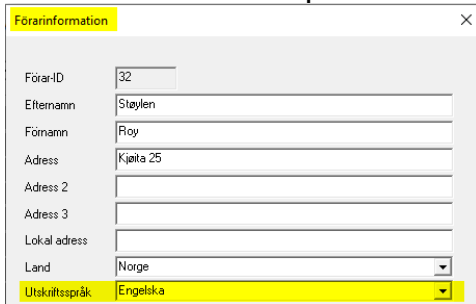 Förarinformation
Förar-ID 32
Efternamn Støylen
Förnamn Roy
Adress Kjøita 25
Adress 2
Adress 3
Lokal adress
Land Norge
Utskriftsspråk Engelska